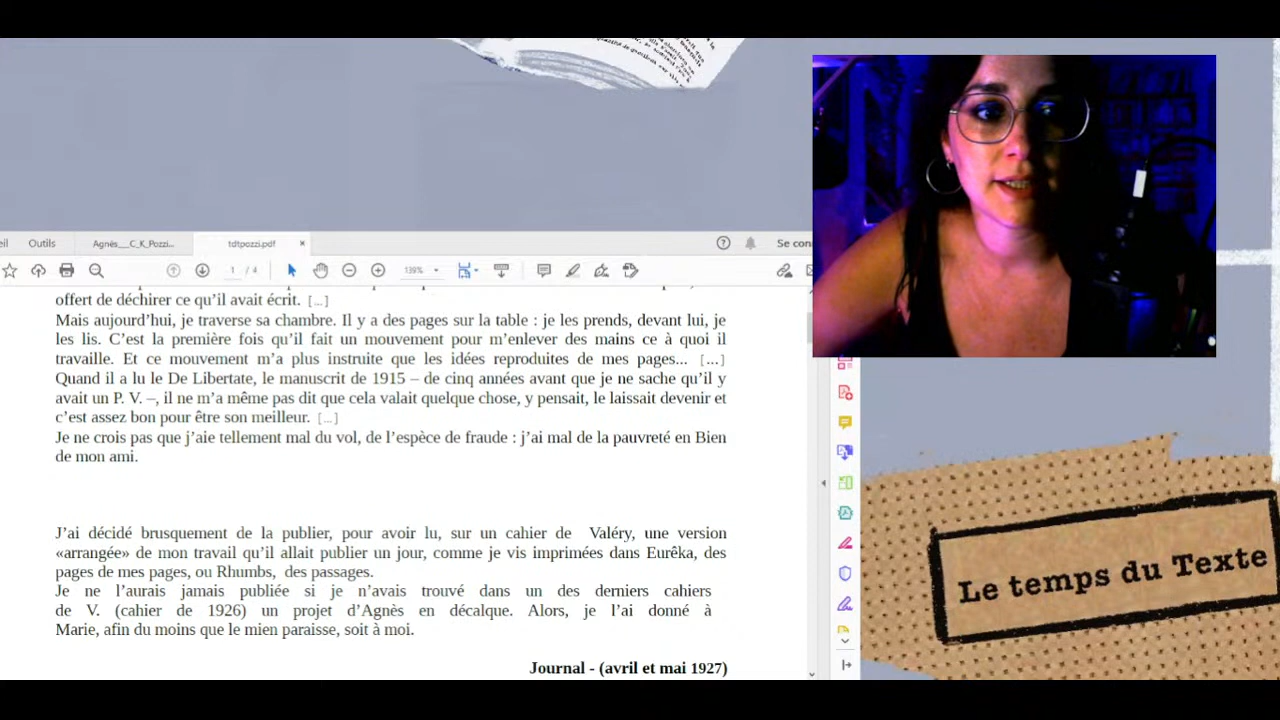 eil Outils Agnès___C_K_Pozzi... tdtpozzi.pdf × ? Se con
1 / 4 139%
offert de déchirer ce qu’il avait écrit. [...]
Mais aujourd’hui, je traverse sa chambre. Il y a des pages sur la table : je les prends, devant lui, je
les lis. C’est la première fois qu’il fait un mouvement pour m’enlever des mains ce à quoi il
travaille. Et ce mouvement m’a plus instruite que les idées reproduites de mes pages... [...]
Quand il a lu le De Libertate, le manuscrit de 1915 – de cinq années avant que je ne sache qu’il y
avait un P. V. –, il ne m’a même pas dit que cela valait quelque chose, y pensait, le laissait devenir et
c’est assez bon pour être son meilleur. [...]
Je ne crois pas que j’aie tellement mal du vol, de l’espèce de fraude : j’ai mal de la pauvreté en Bien
de mon ami.
J’ai décidé brusquement de la publier, pour avoir lu, sur un cahier de Valéry, une version
«arrangée» de mon travail qu’il allait publier un jour, comme je vis imprimées dans Eurêka, des
pages de mes pages, ou Rhumbs, des passages.
Je ne l’aurais jamais publiée si je n’avais trouvé dans un des derniers cahiers
de V. (cahier de 1926) un projet d’Agnès en décalque. Alors, je l’ai donné à
Marie, afin du moins que le mien paraisse, soit à moi.
Journal - (avril et mai 1927)
Le temps du Texte